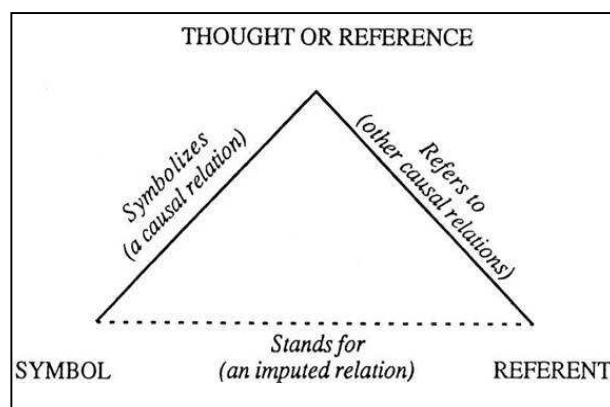 THOUGHT OR REFERENCE
Symbolizes
(a causal relation)
Refers to
(other causal relations)
Stands for
(an imputed relation)
SYMBOL
REFERENT